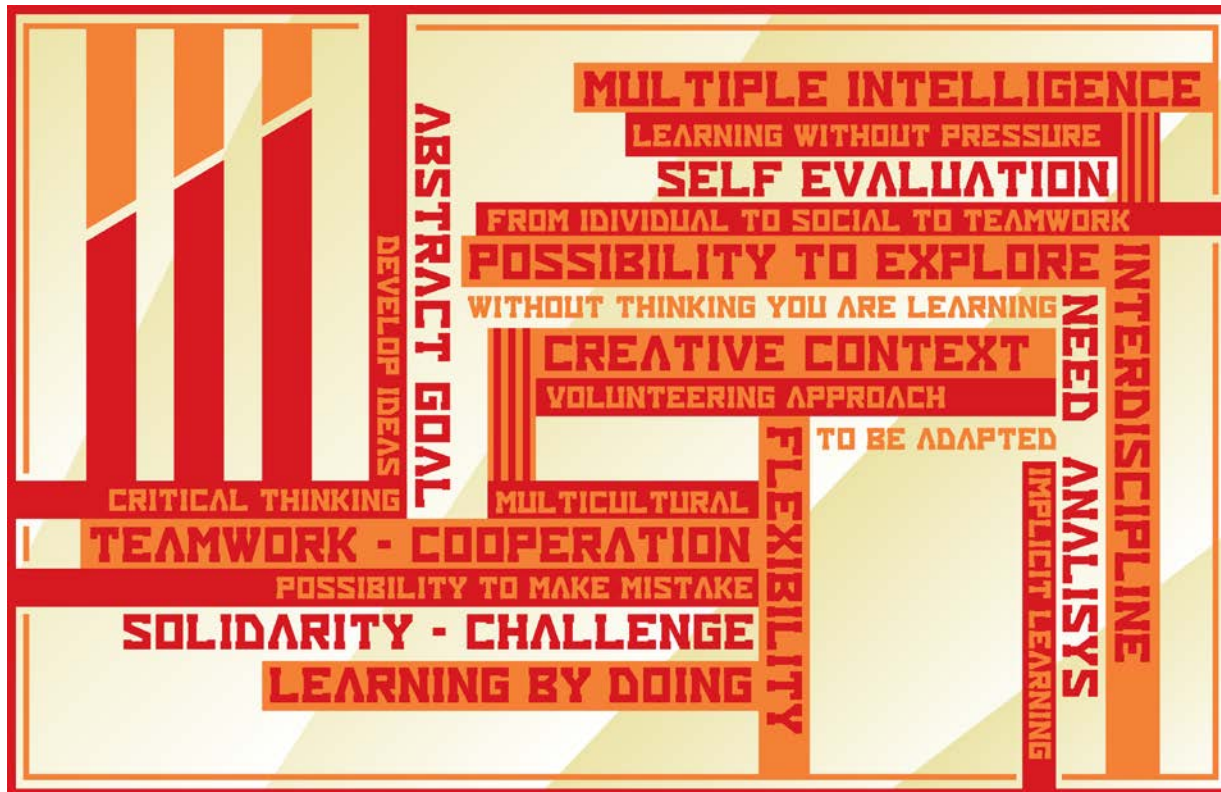 MULTIPLE INTELLIGENCE
LEARNING WITHOUT PRESSURE
SELF EVALUATION
FROM IDIVIDUAL TO SOCIAL TO TEAMWORK
POSSIBILITY TO EXPLORE
WITHOUT THINKING YOU ARE LEARNING
CREATIVE CONTEXT
VOLUNTEERING APPROACH
TO BE ADAPTED
ABSTRACT GOAL
DEVELOP IDEAS
CRITICAL THINKING
MULTICULTURAL
TEAMWORK - COOPERATION
POSSIBILITY TO MAKE MISTAKE
SOLIDARITY - CHALLENGE
LEARNING BY DOING
FLEXIBILITY
IMPLICIT LEARNING
NEED ANALISYS
INTERDISCIPLINE